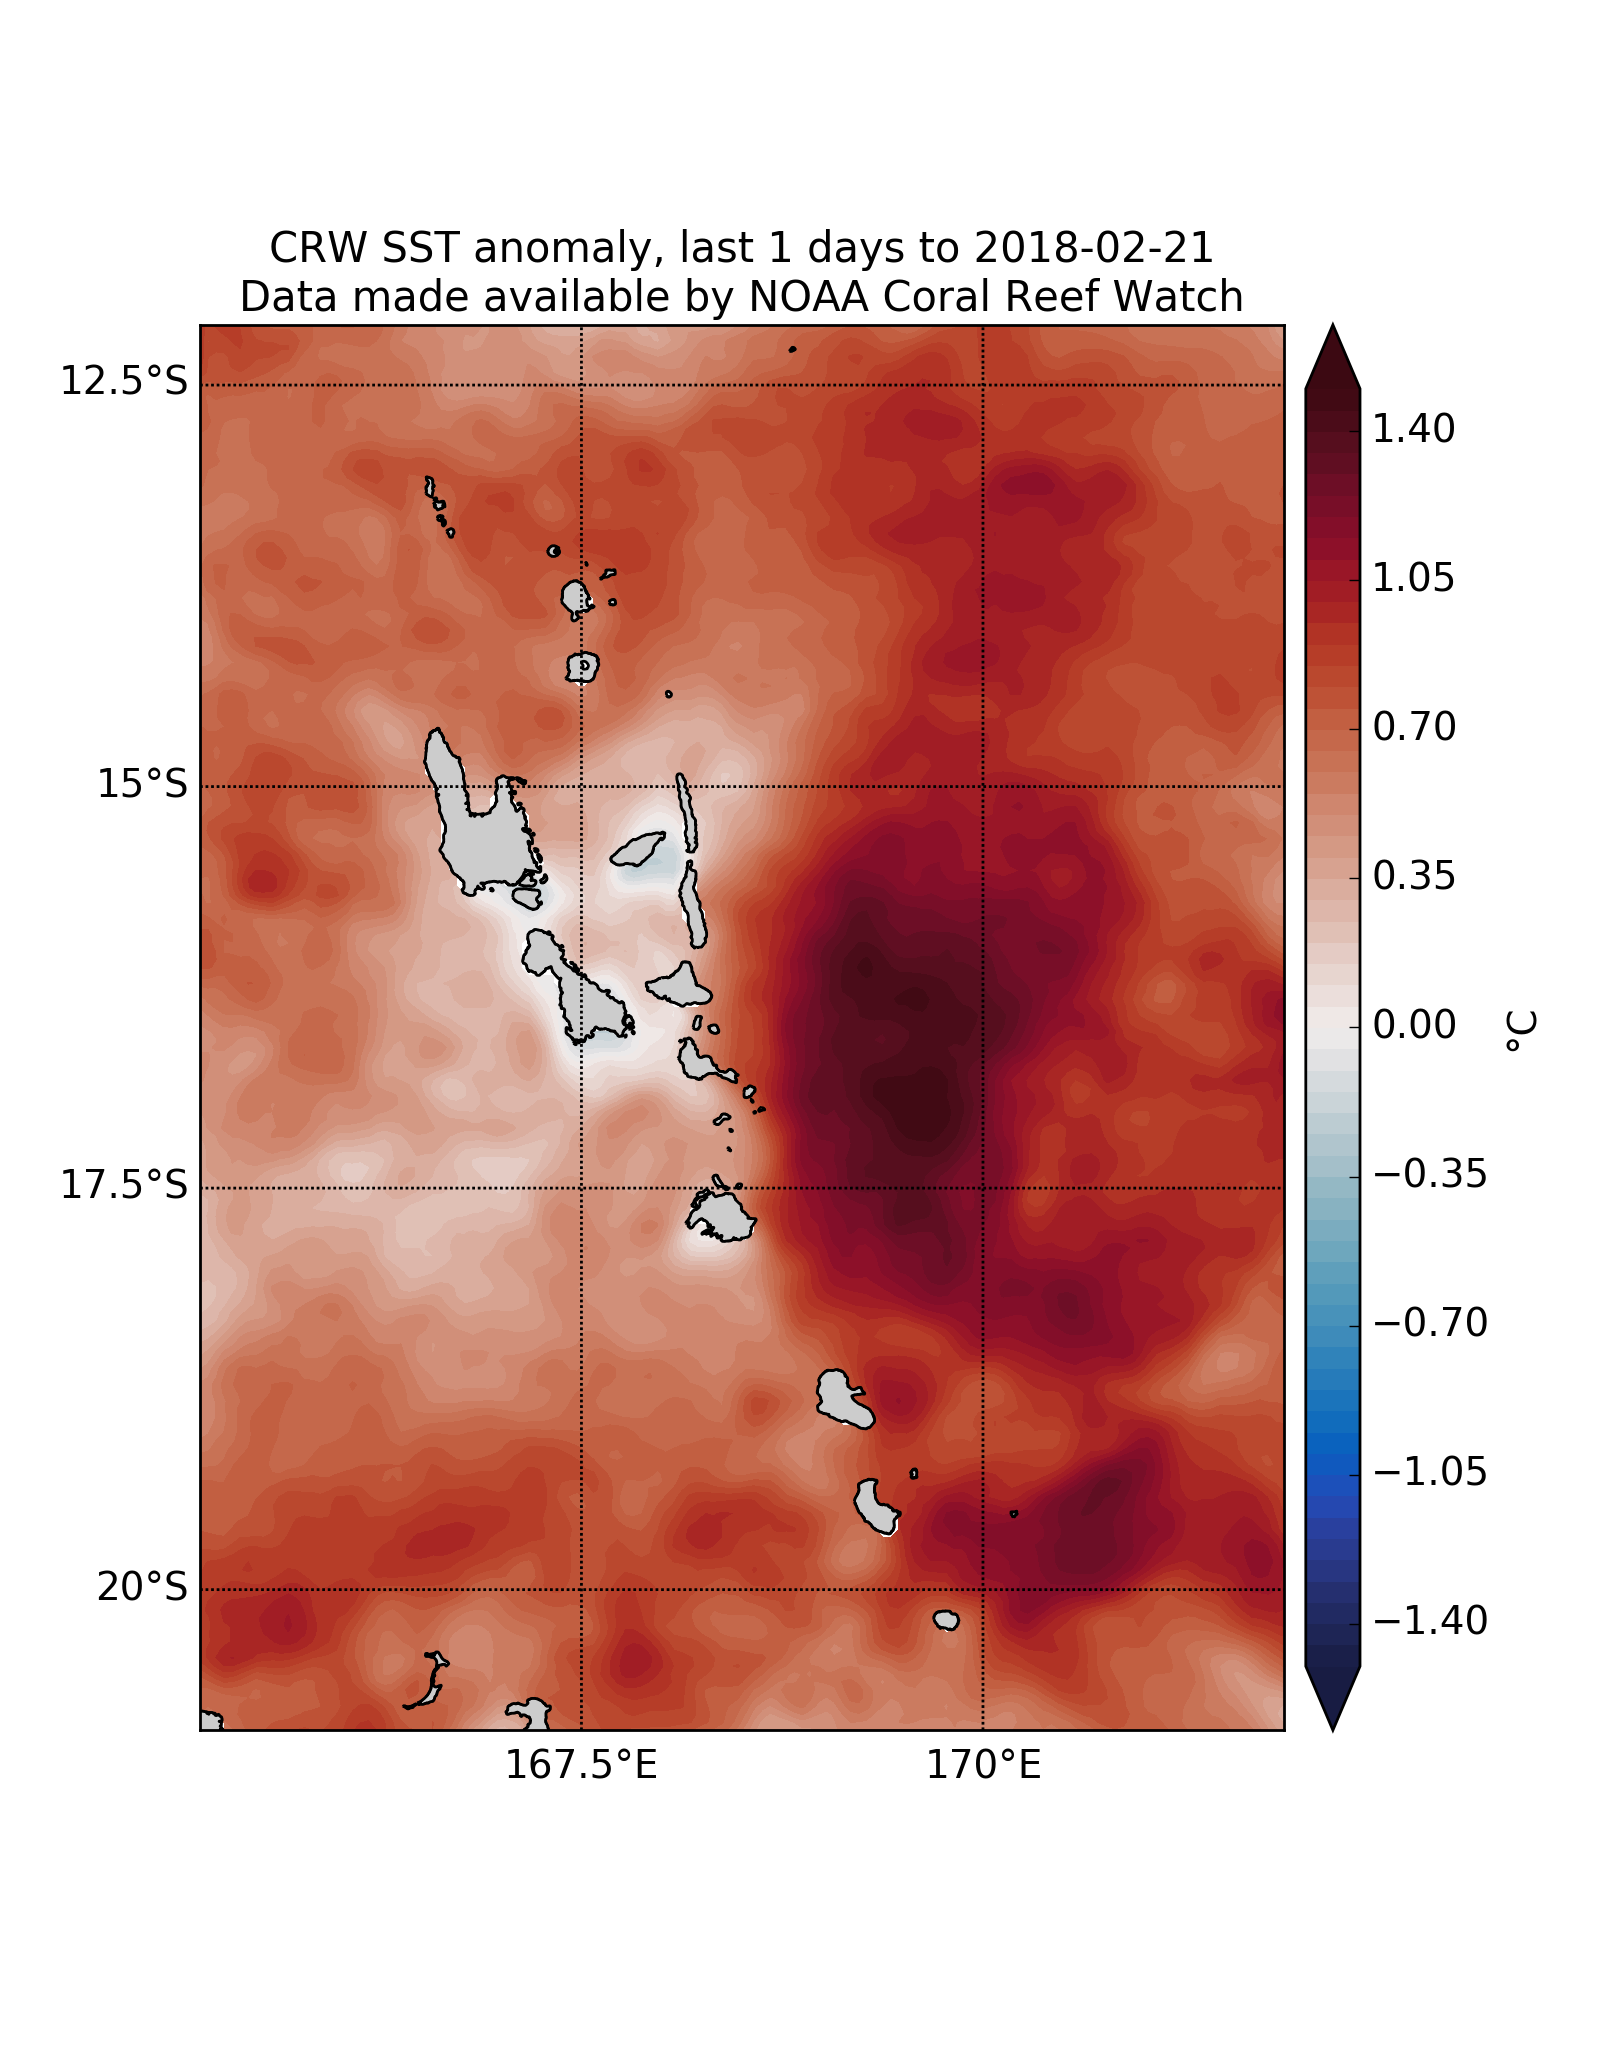 CRW SST anomaly, last 1 days to 2018-02-21
Data made available by NOAA Coral Reef Watch
12.5°S
15°S
17.5°S
20°S
167.5°E
170°E
1.40
1.05
0.70
0.35
0.00
−0.35
−0.70
−1.05
−1.40
°C